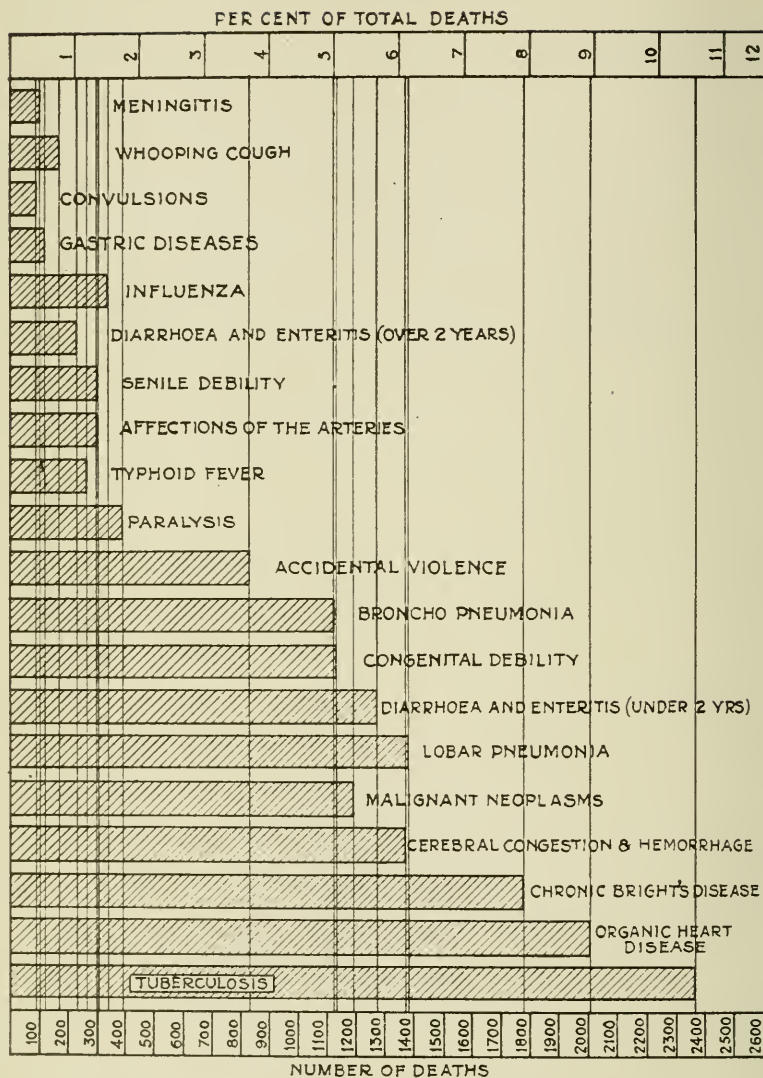 PER CENT OF TOTAL DEATHS
1 2 3 4 5 6 7 8 9 10 11 12
MENINGITIS
WHOOPING COUGH
CONVULSIONS
GASTRIC DISEASES
INFLUENZA
DIARRHOEA AND ENTERITIS (OVER 2 YEARS)
SENILE DEBILITY
AFFECTIONS OF THE ARTERIES
TYPHOID FEVER
PARALYSIS
ACCIDENTAL VIOLENCE
BRONCHO PNEUMONIA
CONGENITAL DEBILITY
DIARRHOEA AND ENTERITIS (UNDER 2 YRS)
LOBAR PNEUMONIA
MALIGNANT NEOPLASMS
CEREBRAL CONGESTION & HEMORRHAGE
CHRONIC BRIGHT'S DISEASE
ORGANIC HEART
DISEASE
TUBERCULOSIS
100 200 300 400 500 600 700 800 900 1000 1100 1200 1300 1400 1500 1600 1700 1800 1900 2000 2100 2200 2300 2400 2500 2600
NUMBER OF DEATHS